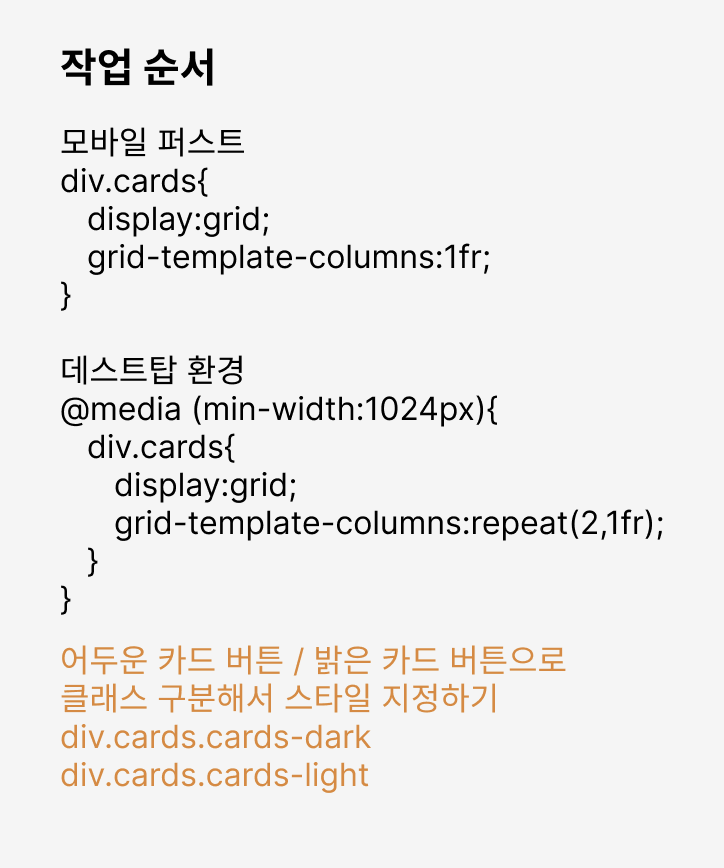 작업 순서
모바일 퍼스트
div.cards{
display:grid;
grid-template-columns:1fr;
}
데스트탑 환경
@media (min-width:1024px){
div.cards{
display:grid;
grid-template-columns:repeat(2,1fr);
}
}
어두운 카드 버튼 / 밝은 카드 버튼으로
클래스 구분해서 스타일 지정하기
div.cards.cards-dark
div.cards.cards-light